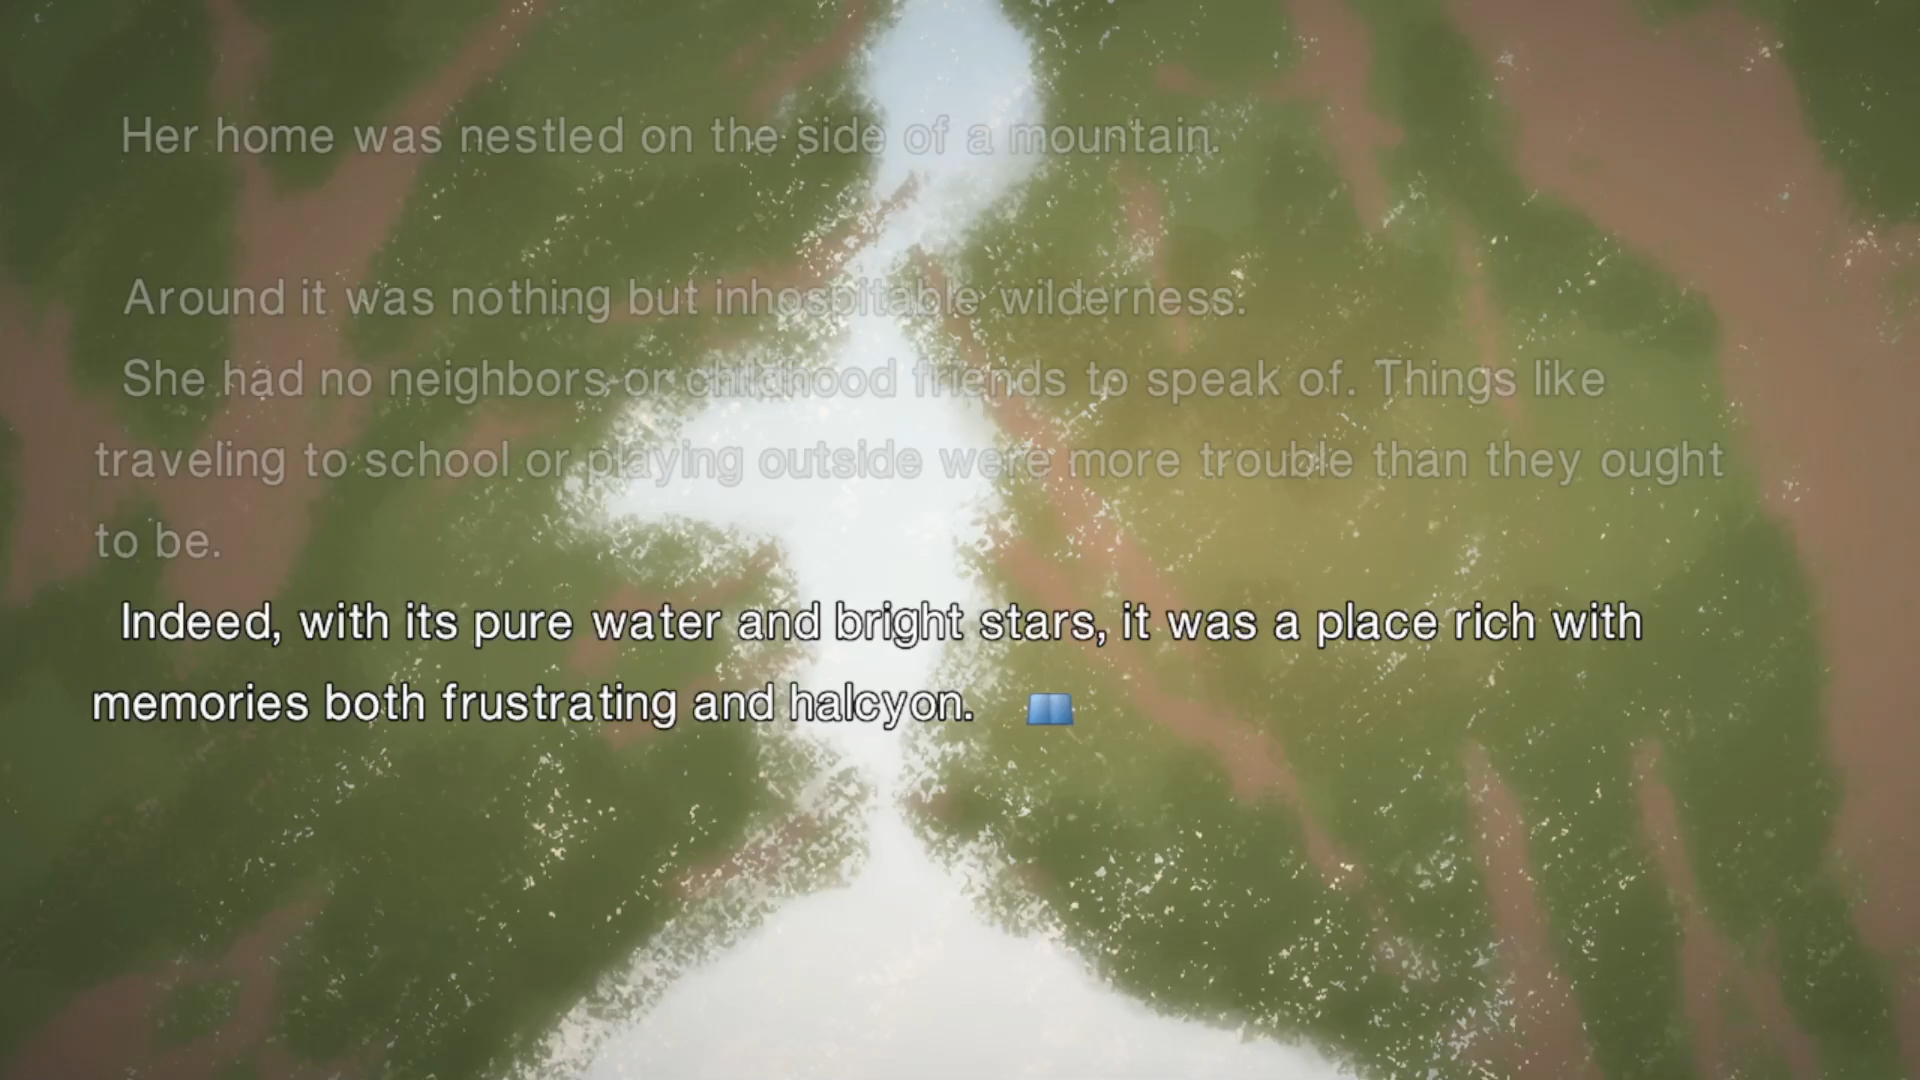 Her home was nestled on the side of a mountain.
Around it was nothing but inhospitable wilderness.
She had no neighbors or childhood friends to speak of. Things like
traveling to school or playing outside were more trouble than they ought
to be.
Indeed, with its pure water and bright stars, it was a place rich with
memories both frustrating and halcyon.